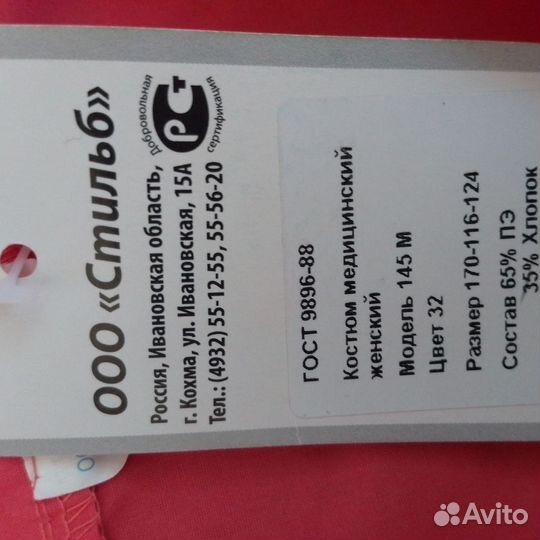 ООО «Стильб»
Россия, Ивановская область,
г. Кохма, ул. Ивановская, 15А
Тел.: (4932) 55-12-55, 55-56-20
Добровольная
РСТ
сертификация
ГОСТ 9896-88
Костюм медицинский
женский
Модель 145 М
Цвет 32
Размер 170-116-124
Состав 65% ПЭ
35% Хлопок
Avito